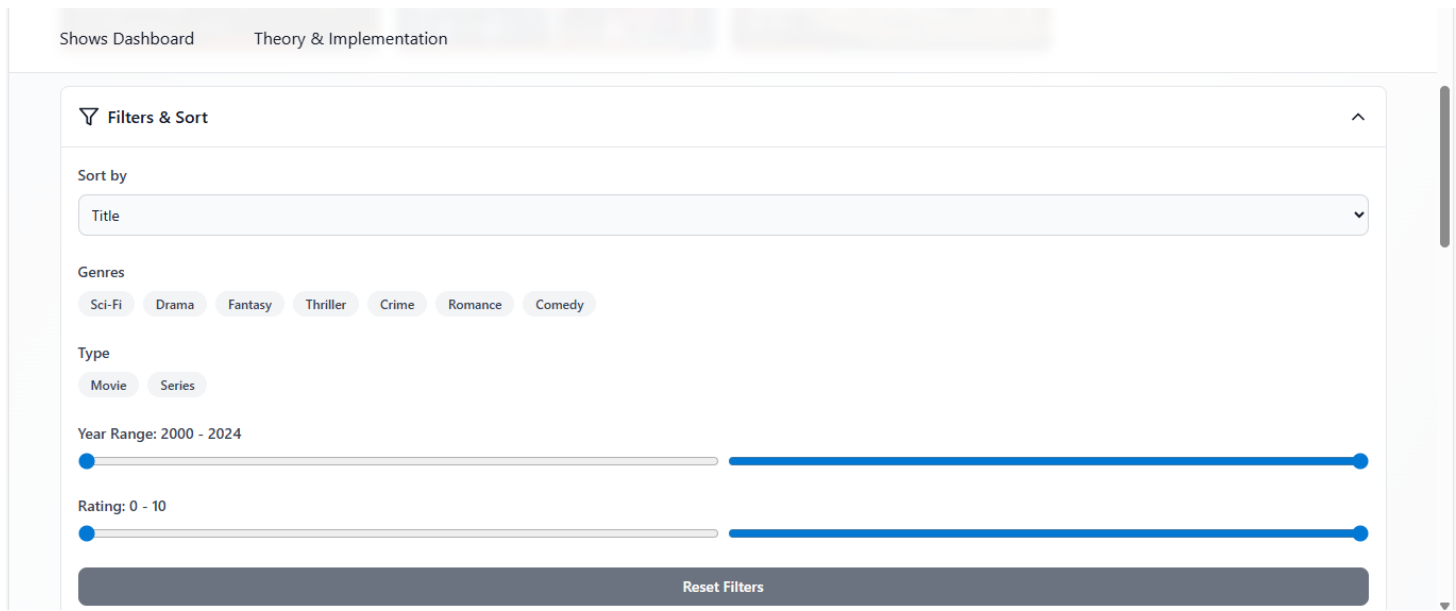 Shows Dashboard Theory & Implementation
Filters & Sort
Sort by
Title
Genres
Sci-Fi Drama Fantasy Thriller Crime Romance Comedy
Type
Movie Series
Year Range: 2000 - 2024
Rating: 0 - 10
Reset Filters